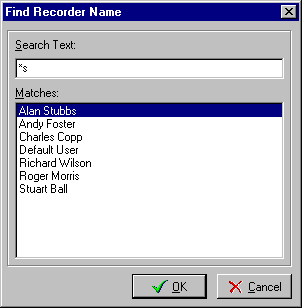 Find Recorder Name
Search Text:
*s
Matches:
Alan Stubbs
Andy Foster
Charles Copp
Default User
Richard Wilson
Roger Morris
Stuart Ball
OK
Cancel